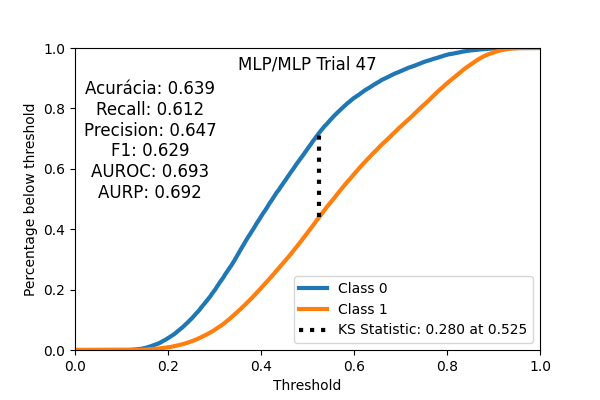 MLP/MLP Trial 47
Acurácia: 0.639
Recall: 0.612
Precision: 0.647
F1: 0.629
AUROC: 0.693
AURP: 0.692
Percentage below threshold
1.0
0.8
0.6
0.4
0.2
0.0
Class 0
Class 1
KS Statistic: 0.280 at 0.525
0.0 0.2 0.4 0.6 0.8 1.0
Threshold